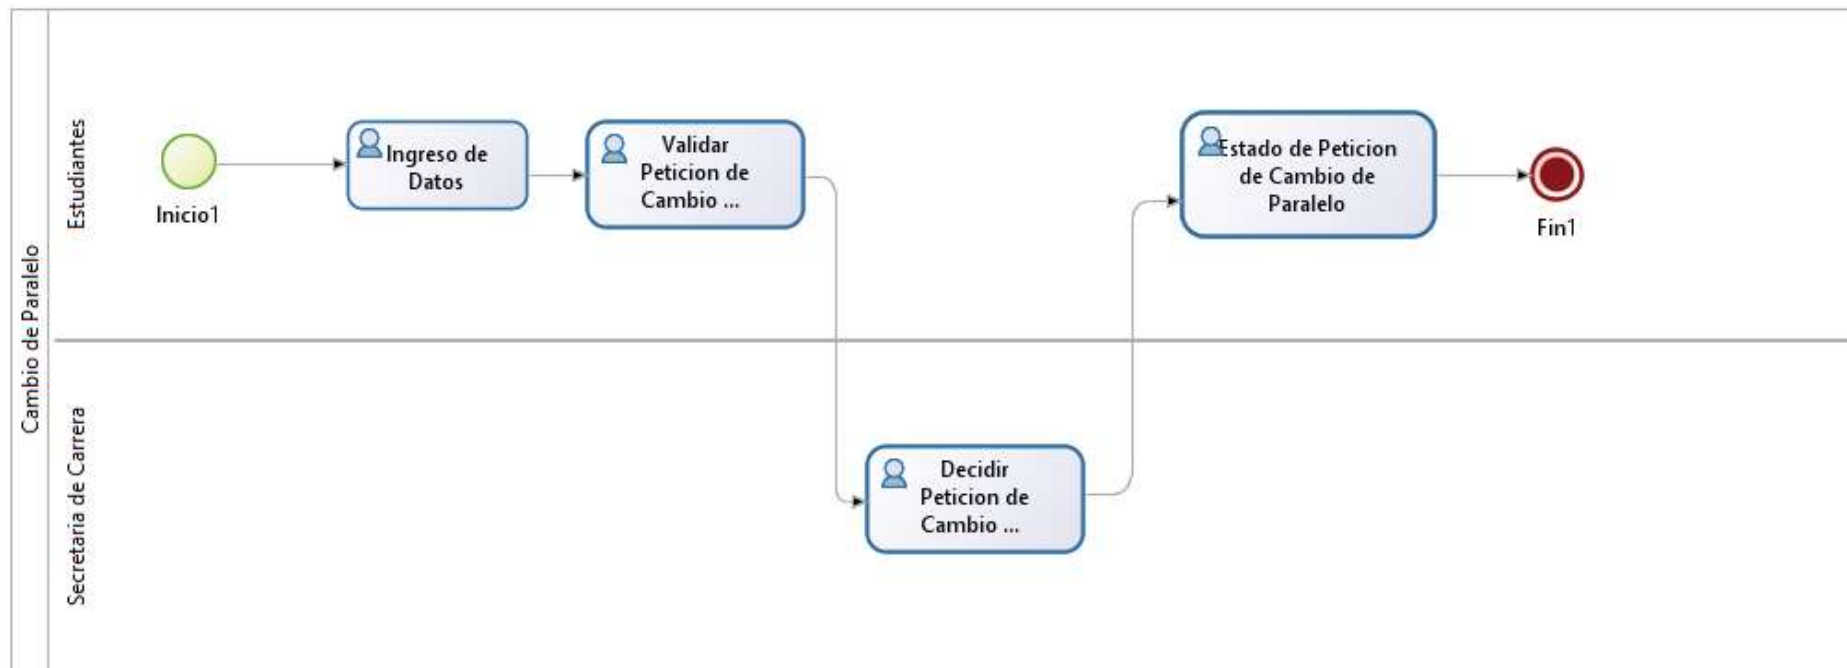 Cambio de Paralelo
Estudiantes
Inicio1
Ingreso de
Datos
Validar
Peticion de
Cambio ...
Estado de Peticion
de Cambio de
Paralelo
Fin1
Secretaria de Carrera
Decidir
Peticion de
Cambio ...